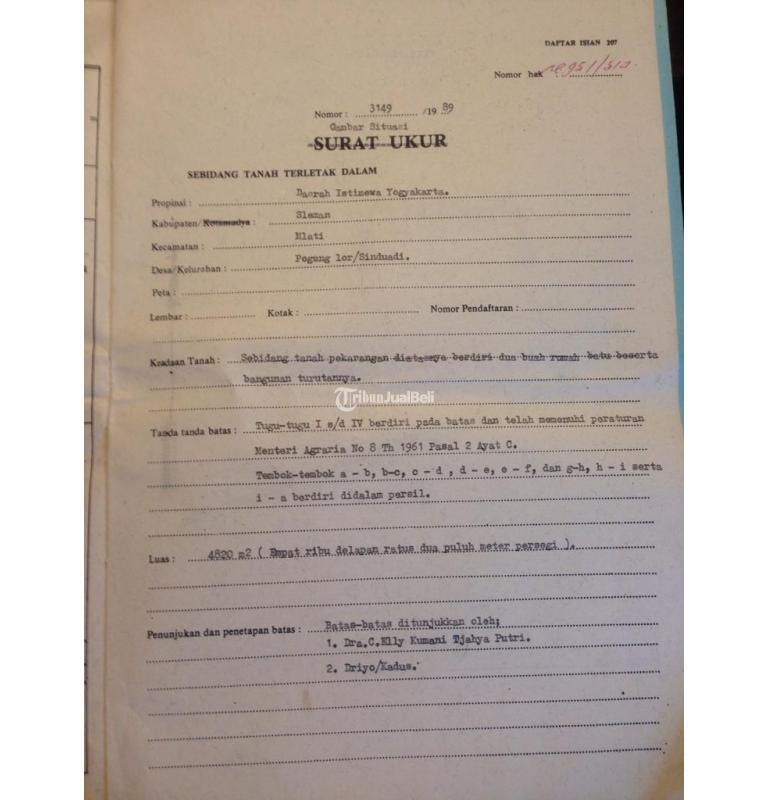 DAFTAR ISIAN 207
Nomor hak :
Nomor : 3149 /19 89
Gambar Situasi
SURAT UKUR
SEBIDANG TANAH TERLETAK DALAM
Propinsi : Daerah Istimewa Yogyakarta.
Kabupaten/Kotamadya : Sleman
Kecamatan : Mlati
Desa/Kelurahan : Pogung lor/Sinduadi.
Peta :
Lembar : Kotak : Nomor Pendaftaran :
Keadaan Tanah : Sebidang tanah pekarangan diatasnya berdiri dua buah rumah batu beserta
bangunan turutannya.
TribunJualBeli
Tanda tanda batas : Tugu-tugu I s/d IV berdiri pada batas dan telah memenuhi peraturan
Menteri Agraria No 8 Th 1961 Pasal 2 Ayat C.
Tembok-tembok a - b, b-c, c - d , d - e, e - f, dan g-h, h - i serta
i - a berdiri didalam persil.
Luas : 4820 m2 ( Empat ribu delapan ratus dua puluh meter persegi ).
Penunjukan dan penetapan batas : Batas-batas ditunjukkan oleh;
1. Dra.C.Elly Kumani Tjahya Putri.
2. Driyo/Kadus.